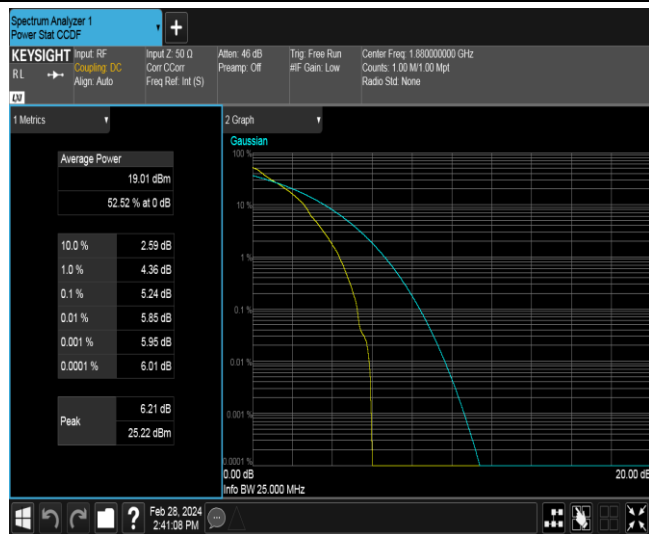 Spectrum Analyzer 1
Power Stat CCDF
+
KEYSIGHT
RL
LXI
Input: RF
Coupling: DC
Align: Auto
Input Z: 50 Ω
Corr CCorr
Freq Ref: Int (S)
Atten: 46 dB
Preamp: Off
Trig: Free Run
#IF Gain: Low
Center Freq: 1.880000000 GHz
Counts: 1.00 M/1.00 Mpt
Radio Std: None
1 Metrics
Average Power
19.01 dBm
52.52 % at 0 dB
10.0 % 2.59 dB
1.0 % 4.36 dB
0.1 % 5.24 dB
0.01 % 5.85 dB
0.001 % 5.95 dB
0.0001 % 6.01 dB
Peak
6.21 dB
25.22 dBm
2 Graph
Gaussian
100 %
10 %
1 %
0.1 %
0.01 %
0.001 %
0.0001 %
0.00 dB
20.00 dB
Info BW 25.000 MHz
?
Feb 28, 2024
2:41:08 PM